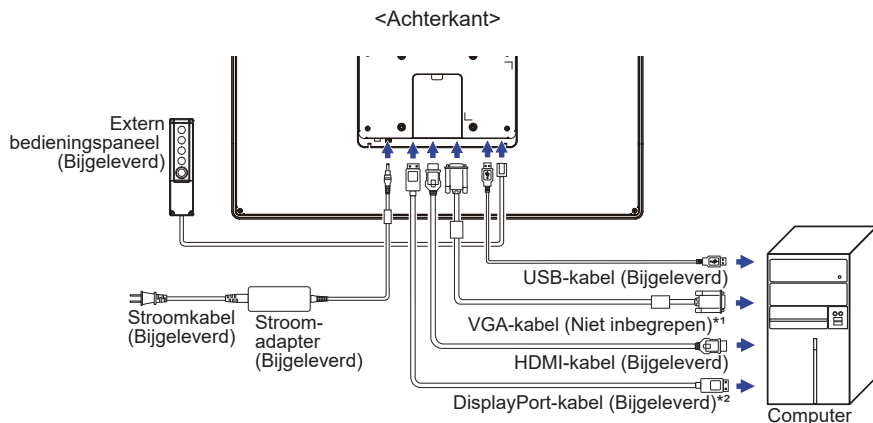 <Achterkant>
Extern
bedieningspaneel
(Bijgeleverd)
USB-kabel (Bijgeleverd)
Stroomkabel
(Bijgeleverd)
Stroom-
adapter
(Bijgeleverd)
VGA-kabel (Niet inbegrepen)*1
HDMI-kabel (Bijgeleverd)
DisplayPort-kabel (Bijgeleverd)*2
Computer